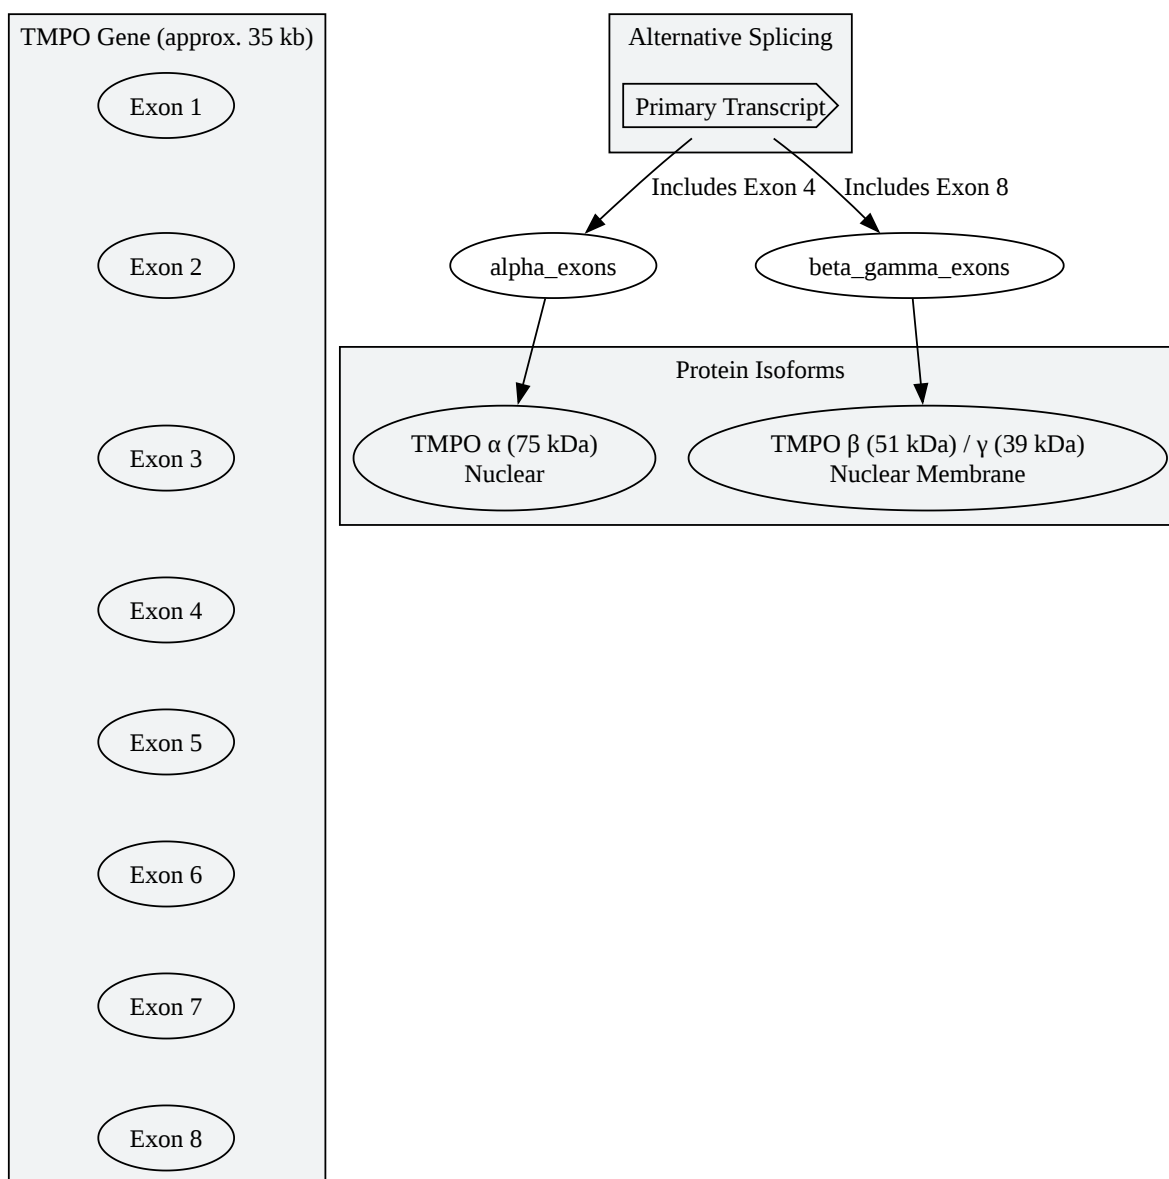 TMPO Gene (approx. 35 kb)
Exon 1
Exon 2
Exon 3
Exon 4
Exon 5
Exon 6
Exon 7
Exon 8
Alternative Splicing
Primary Transcript
Includes Exon 4
Includes Exon 8
alpha_exons
beta_gamma_exons
Protein Isoforms
TMPO α (75 kDa)
Nuclear
TMPO β (51 kDa) / γ (39 kDa)
Nuclear Membrane